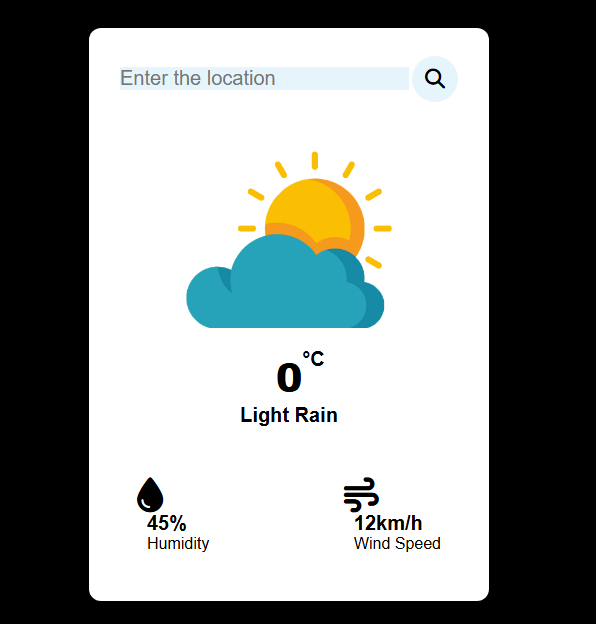 Enter the location
0°C
Light Rain
45%
Humidity
12km/h
Wind Speed